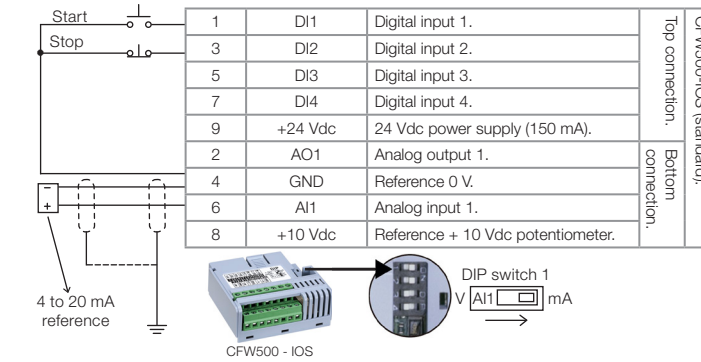 Start
Stop
1 DI1 Digital input 1.
3 DI2 Digital input 2.
5 DI3 Digital input 3.
7 DI4 Digital input 4.
9 +24 Vdc 24 Vdc power supply (150 mA).
2 AO1 Analog output 1.
4 GND Reference 0 V.
6 AI1 Analog input 1.
8 +10 Vdc Reference + 10 Vdc potentiometer.
Top connection.
Bottom connection.
CFW500-IOS (standard).
-
+
4 to 20 mA
reference
CFW500 - IOS
DIP switch 1
V AI1 mA